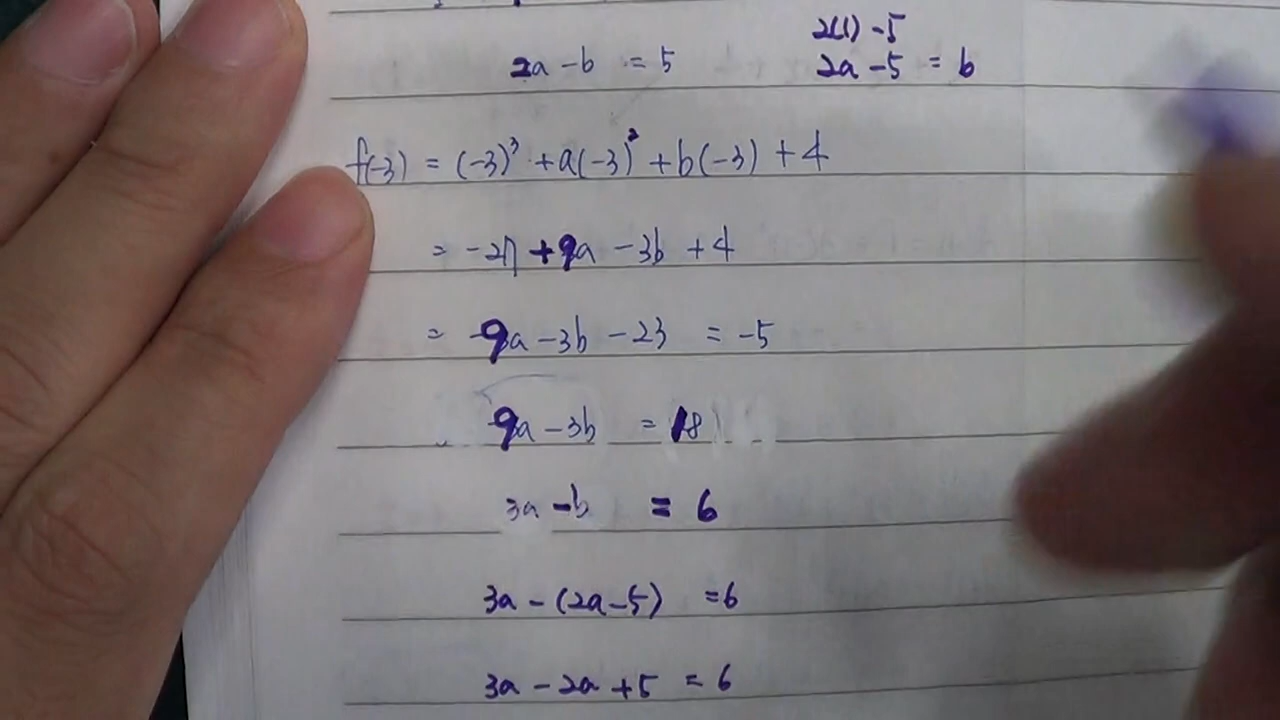 2(1) -5
2a - b = 5
2a - 5 = b
f(-3) = (-3)³ + a(-3)² + b(-3) + 4
= -27 + 9a - 3b + 4
= 9a - 3b - 23 = -5
9a - 3b = 18
3a - b = 6
3a - (2a - 5) = 6
3a - 2a + 5 = 6